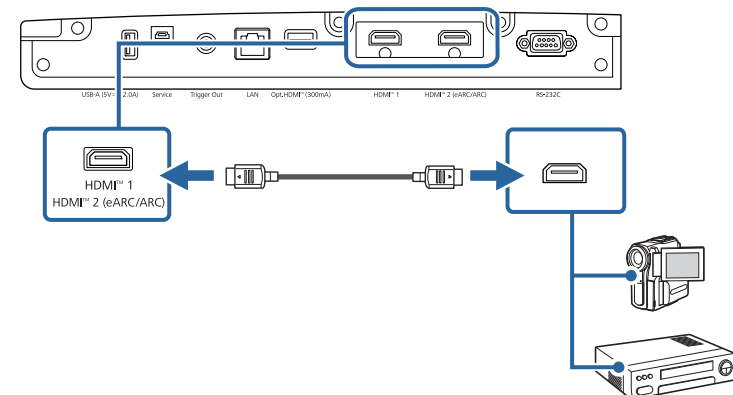 USB-A (5V⎓ 2.0A) Service Trigger Out LAN Opt.HDMI™ (300mA) HDMI™ 1 HDMI™ 2 (eARC/ARC) RS-232C
HDMI™ 1
HDMI™ 2 (eARC/ARC)